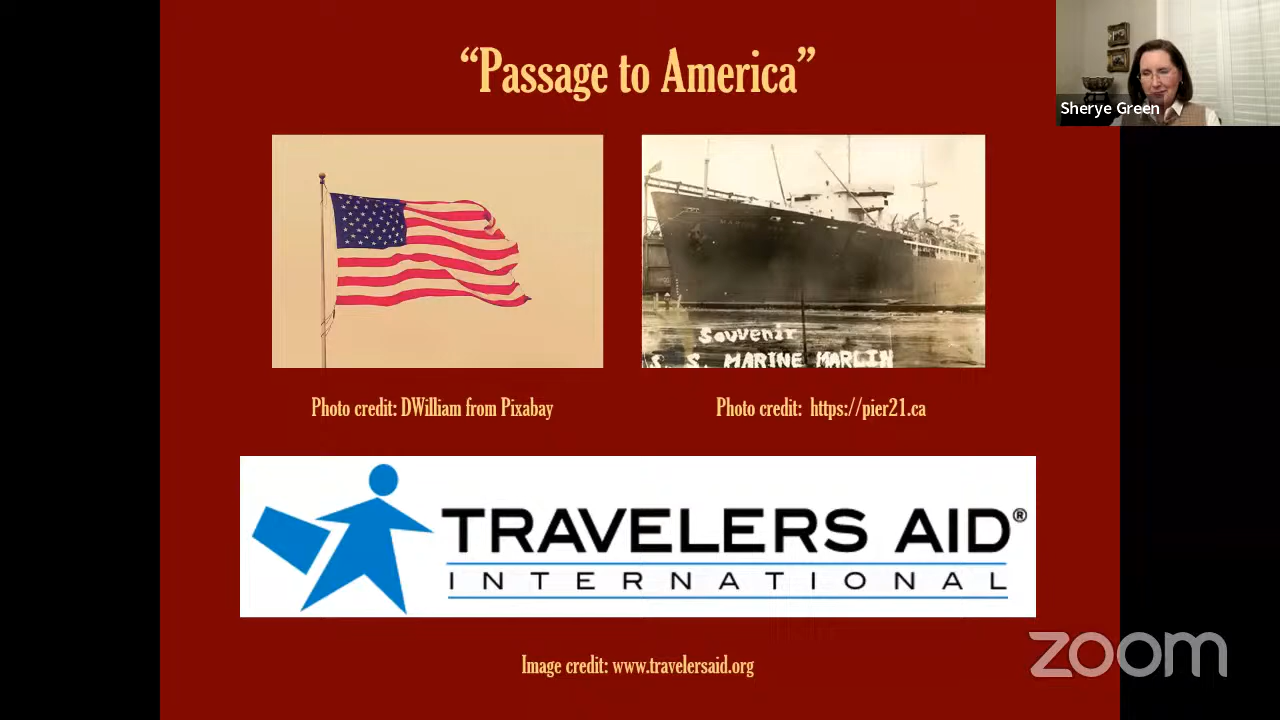 “Passage to America”
Sherye Green
Souvenir
S. S. MARINE MARLIN
Photo credit: DWilliam from Pixabay
Photo credit: https://pier21.ca
TRAVELERS AID®
INTERNATIONAL
Image credit: www.travelersaid.org
zoom